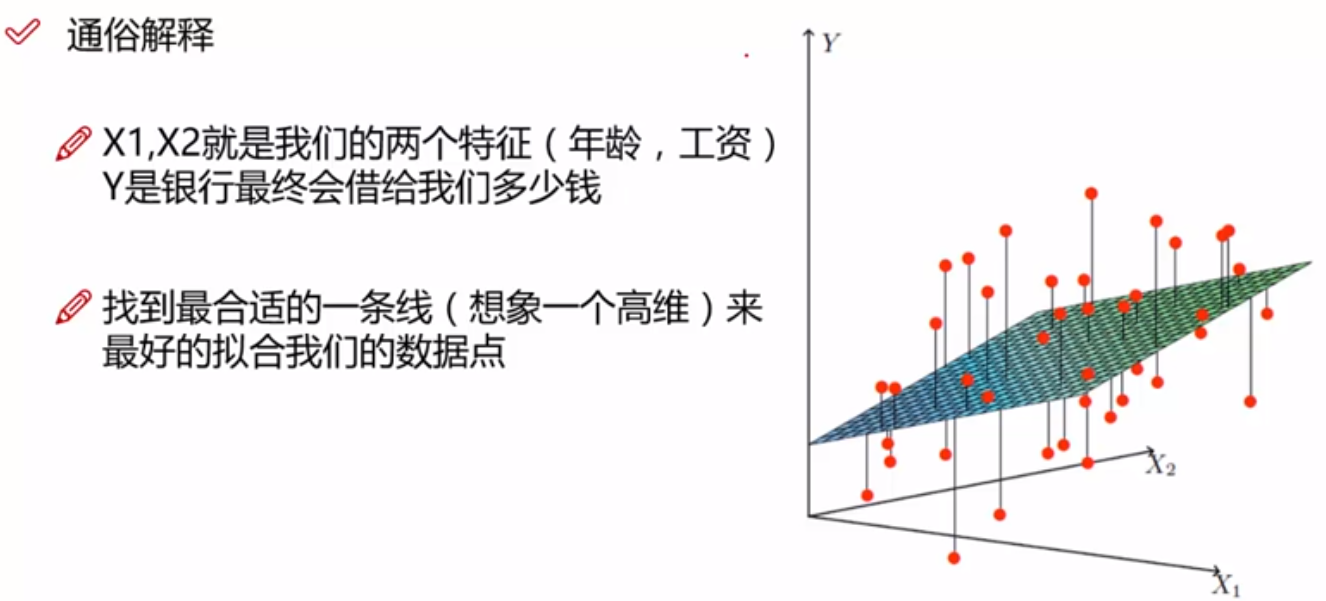 通俗解释
X1,X2就是我们的两个特征（年龄，工资）
Y是银行最终会借给我们多少钱
找到最合适的一条线（想象一个高维）来
最好的拟合我们的数据点
Y
X₂
X₁